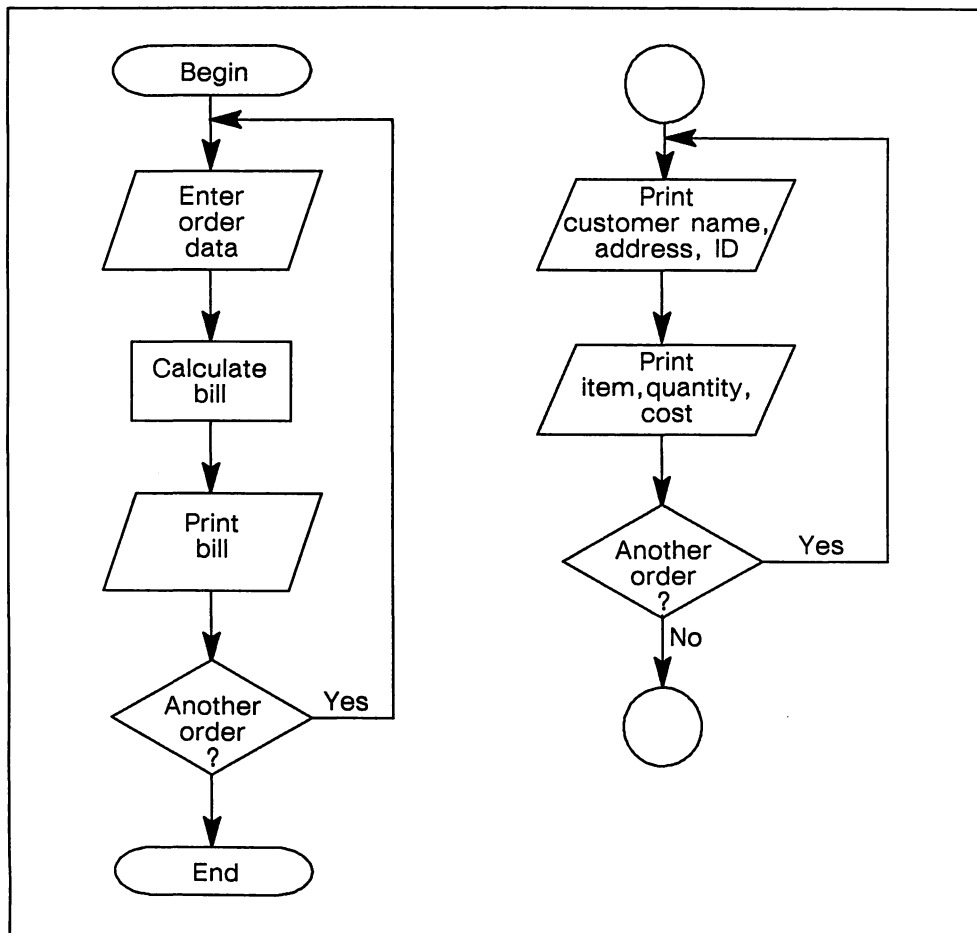 Begin
Enter
order
data
Calculate
bill
Print
bill
Another
order
?
Yes
End
Print
customer name,
address, ID
Print
item,quantity,
cost
Another
order
?
Yes
No